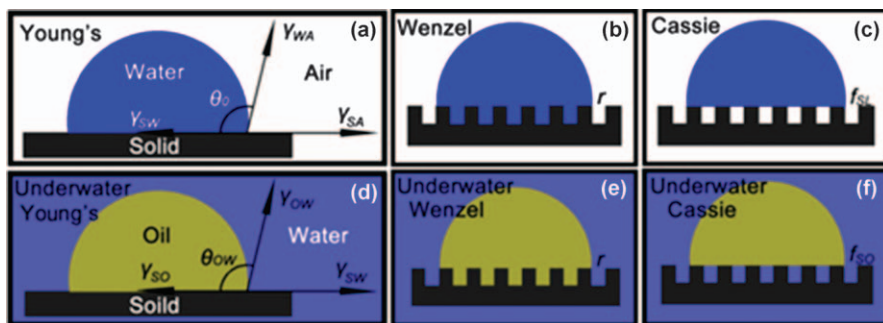 Young's
(a)
γWA
Water
Air
θ0
γSW
γSA
Solid
Wenzel
(b)
r
Cassie
(c)
fSL
Underwater
Young's
(d)
γOW
Oil
Water
θOW
γSO
γSW
Soild
Underwater
Wenzel
(e)
r
Underwater
Cassie
(f)
fSO